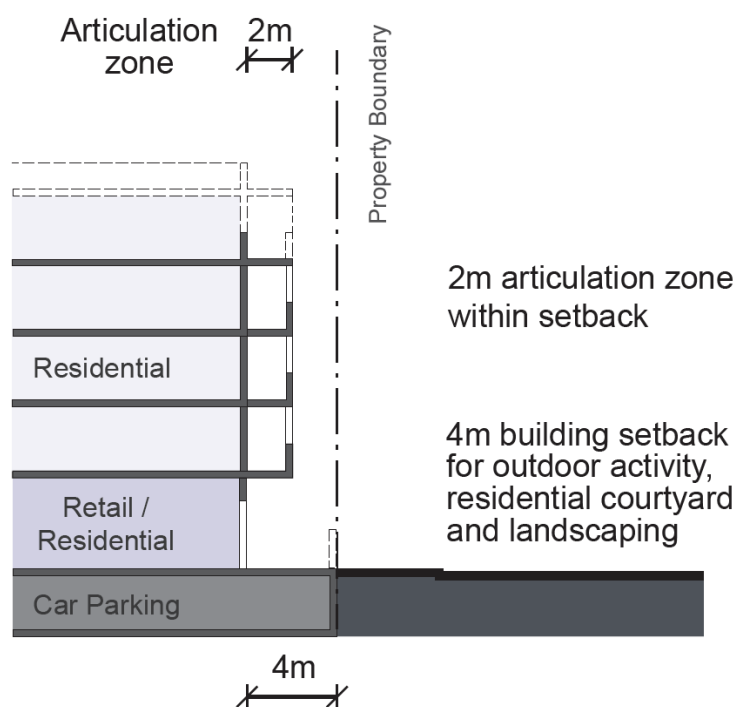 Articulation
zone
2m
Property Boundary
2m articulation zone
within setback
Residential
4m building setback
for outdoor activity,
residential courtyard
and landscaping
Retail /
Residential
Car Parking
4m